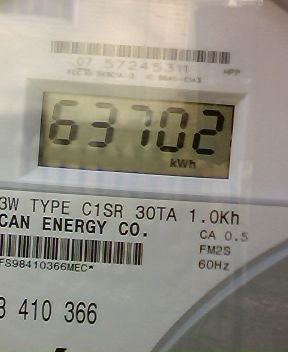 07 57245311
HPP
63702
kWh
3W TYPE C1SR 30TA 1.0Kh
CAN ENERGY CO.
CA 0.5
FM2S
FS98410366MEC*
60Hz
410 366